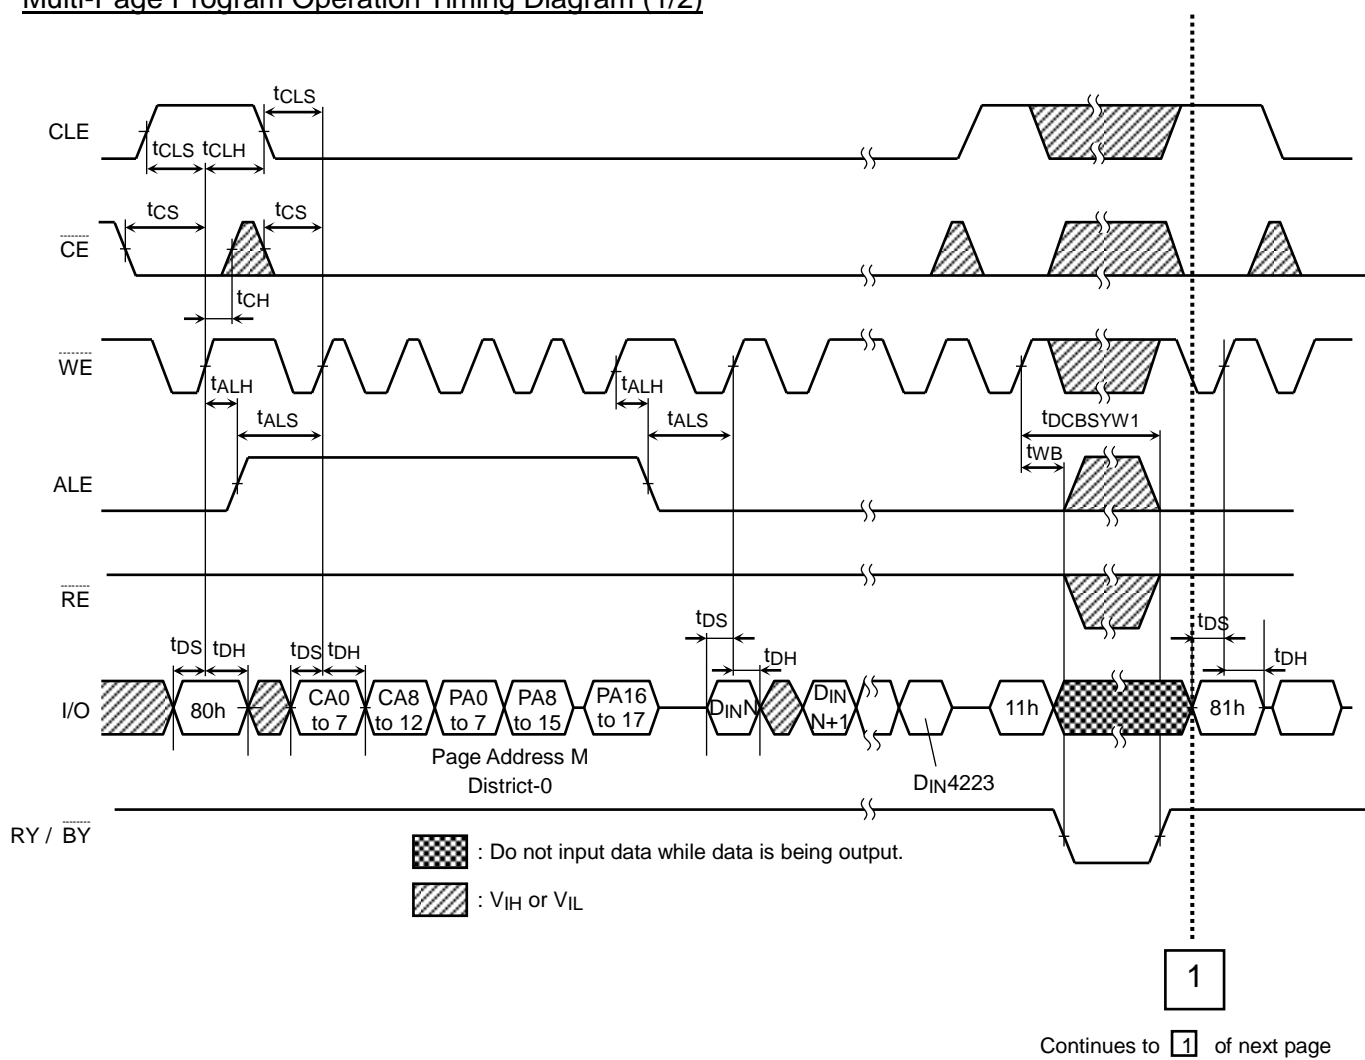 Multi-Page Program Operation Timing Diagram (1/2)
tCLS
CLE
tCLS tCLH
tCS tCS
CE
tCH
WE
tALH tALH
tALS tALS tDCBSYW1
tWB
ALE
RE
tDS tDH tDS tDH tDS tDH tDS tDH
I/O
80h
CA0 to 7
CA8 to 12
PA0 to 7
PA8 to 15
PA16 to 17
DINN
DIN N+1
11h
81h
Page Address M
District-0
DIN4223
RY / BY
: Do not input data while data is being output.
: VIH or VIL
1
Continues to 1 of next page